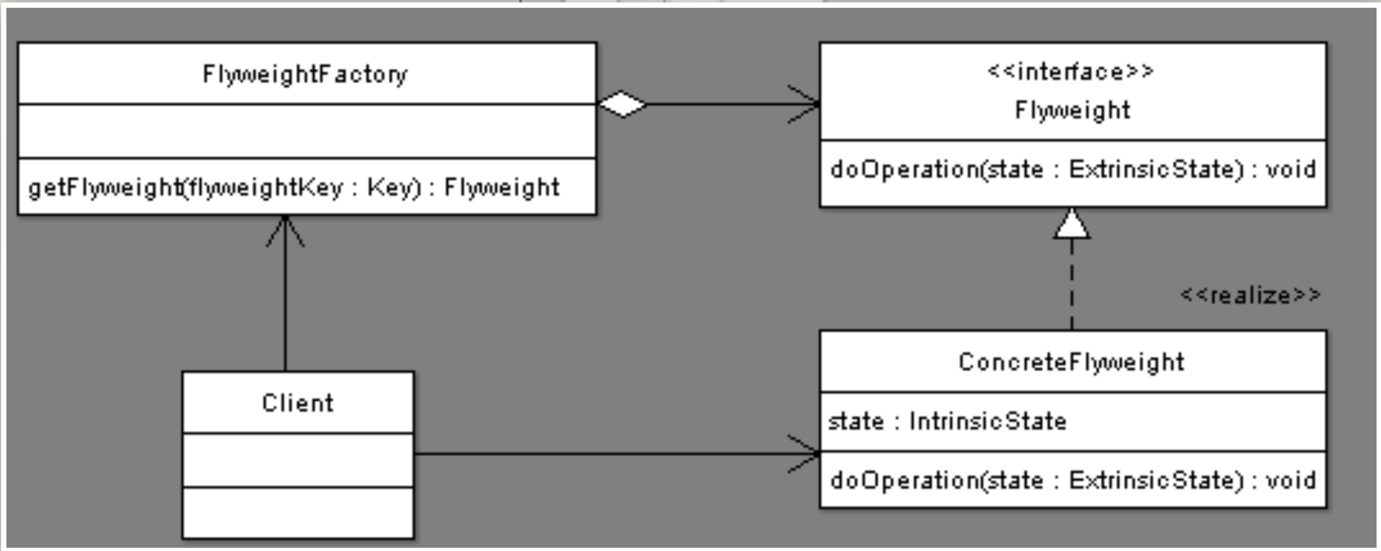 FlyweightFactory
getFlyweight(flyweightKey : Key) : Flyweight
<<interface>>
Flyweight
doOperation(state : ExtrinsicState) : void
<<realize>>
Client
ConcreteFlyweight
state : IntrinsicState
doOperation(state : ExtrinsicState) : void